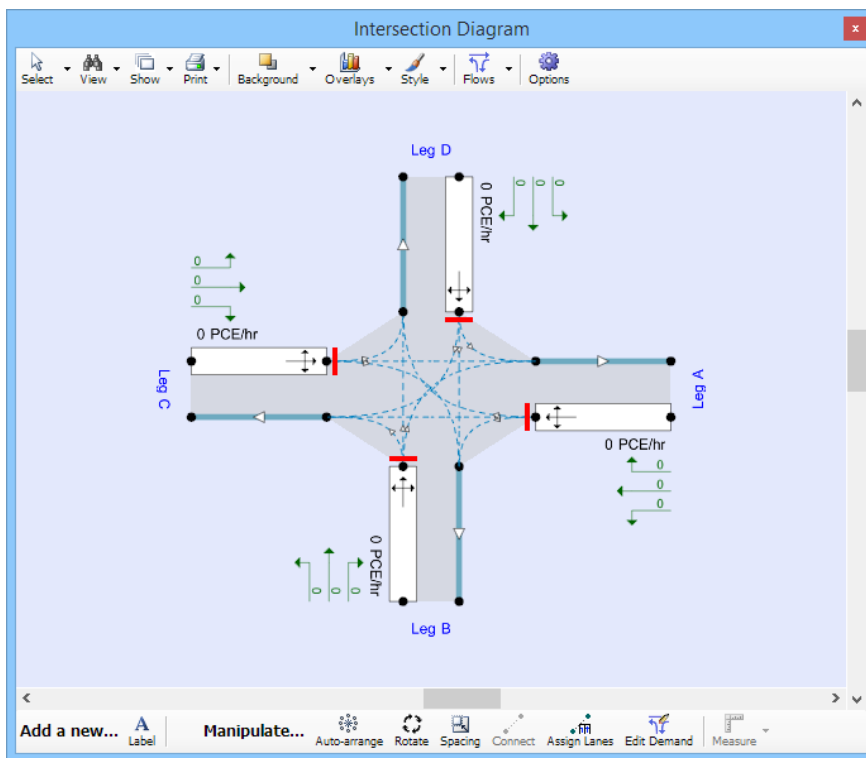 Intersection Diagram
x
Select View Show Print Background Overlays Style Flows Options
Leg D
0 PCE/hr
0 0 0
0
0
0
0 PCE/hr
Leg C
Leg A
0 PCE/hr
0
0
0
0 PCE/hr
0 0 0
Leg B
Add a new... A Label Manipulate... Auto-arrange Rotate Spacing Connect Assign Lanes Edit Demand Measure